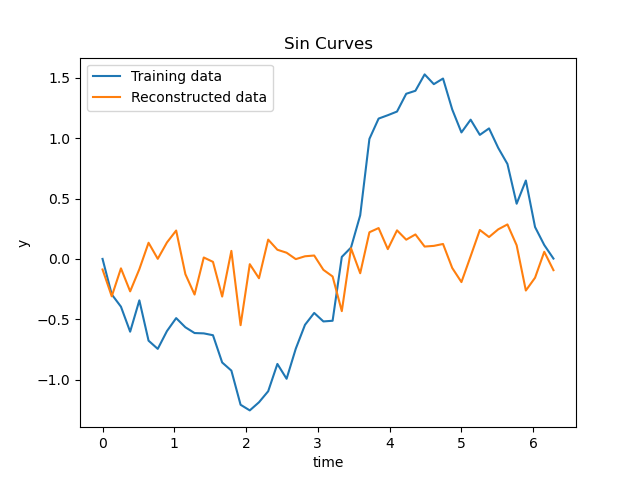 Sin Curves
Training data
Reconstructed data
1.5
1.0
0.5
0.0
−0.5
−1.0
y
0 1 2 3 4 5 6
time